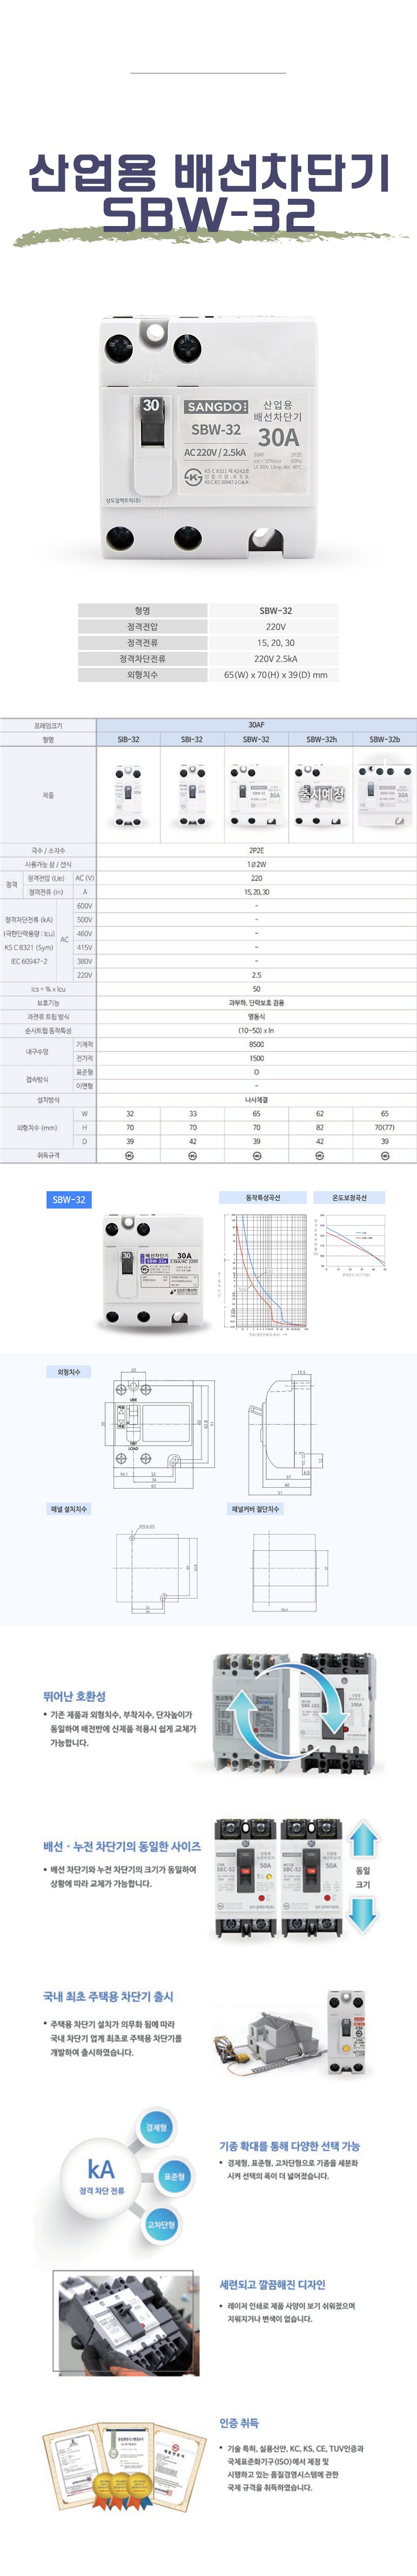 산업용 배선차단기
SBW-32
LINE
30
SANGDO
산업용
배선차단기
SBW-32
30A
AC 220V / 2.5kA
30AF 2P2E
KS C 8321 제 4242호
상도일렉트릭(주)
형명 SBW-32
정격전압 220V
정격전류 15, 20, 30
정격차단전류 220V 2.5kA
외형치수 65(W) x 70(H) x 39(D) mm
프레임크기 30AF
형명 SIB-32 SBI-32 SBW-32 SBW-32h SBW-32b
제품 출시예정
극수 / 소자수 2P2E
사용가능 상 / 선식 1Ø2W
정격 정격전압 (Ue) AC (V) 220
정격전류 (In) A 15,20,30
정격차단전류 (kA)
(극한단락용량 : Icu)
KS C 8321 (Sym)
IEC 60947-2
AC
600V -
500V -
460V -
415V -
380V -
220V 2.5
ics = % x Icu 50
보호기능 과부하, 단락보호 겸용
과전류 트립 방식 열동식
순시트립 동작특성 (10~50) x In
내구수명 기계적 8500
전기적 1500
접속방식 표준형 O
이면형 -
설치방식 나사체결
외형치수 (mm) W 32 33 65 62 65
H 70 70 70 82 70(77)
D 39 42 39 42 39
취득규격
SBW-32
동작특성곡선
온도보정곡선
30
배선차단기
30A
외형치수
LINE
LOAD
패널 설치치수
패널커버 절단치수
뛰어난 호환성
• 기존 제품과 외형치수, 부착치수, 단자높이가
동일하여 배전반에 신제품 적용시 쉽게 교체가
가능합니다.
배선 · 누전 차단기의 동일한 사이즈
• 배선 차단기와 누전 차단기의 크기가 동일하여
상황에 따라 교체가 가능합니다.
50A
50A
동일
크기
국내 최초 주택용 차단기 출시
• 주택용 차단기 설치가 의무화 됨에 따라
국내 차단기 업계 최초로 주택용 차단기를
개발하여 출시하였습니다.
경제형
kA
정격 차단 전류
표준형
고차단형
기종 확대를 통해 다양한 선택 가능
• 경제형, 표준형, 고차단형으로 기종을 세분화
시켜 선택의 폭이 더 넓어졌습니다.
세련되고 깔끔해진 디자인
• 레이저 인쇄로 제품 사양이 보기 쉬워졌으며
지워지거나 변색이 없습니다.
인증 취득
• 기술 특허, 실용신안, KC, KS, CE, TUV인증과
국제표준화기구(ISO)에서 제정 및
시행하고 있는 품질경영시스템에 관한
국제 규격을 취득하였습니다.